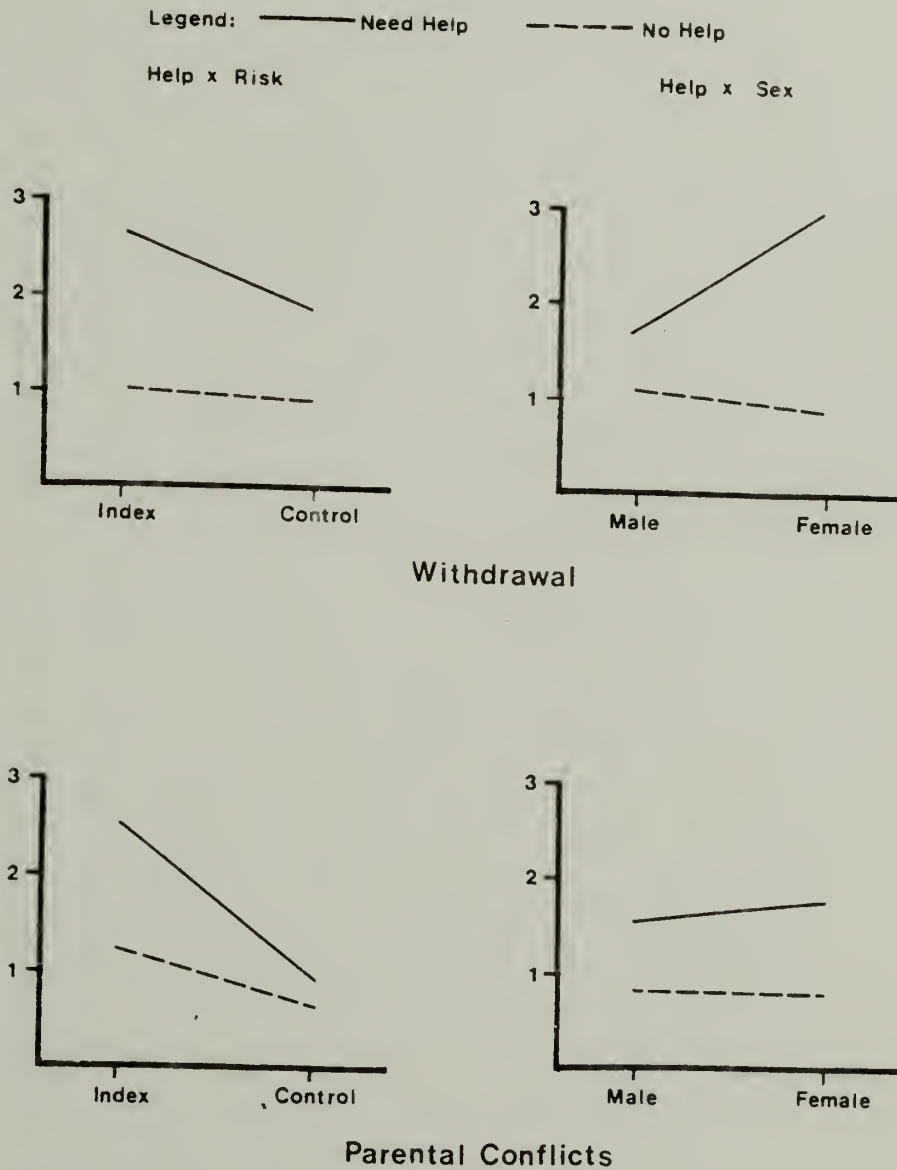 Legend: Need Help No Help
Help x Risk Help x Sex
3 3
2 2
1 1
Index Control Male Female
Withdrawal
3 3
2 2
1 1
Index Control Male Female
Parental Conflicts